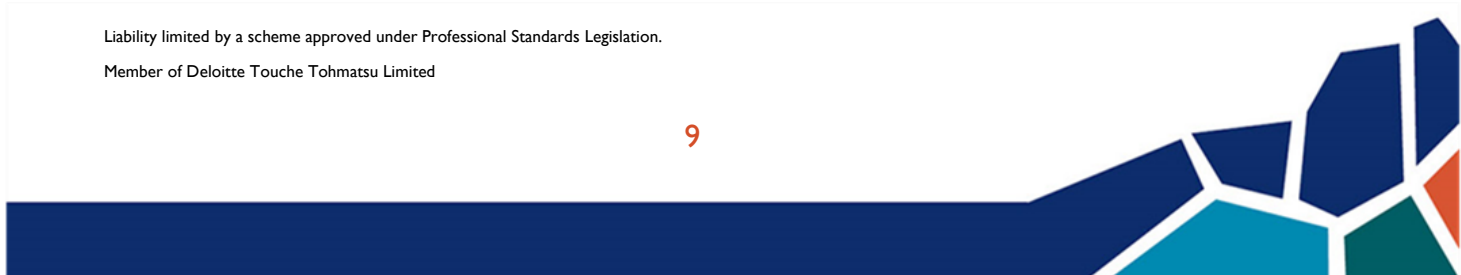 Liability limited by a scheme approved under Professional Standards Legislation.
Member of Deloitte Touche Tohmatsu Limited
9